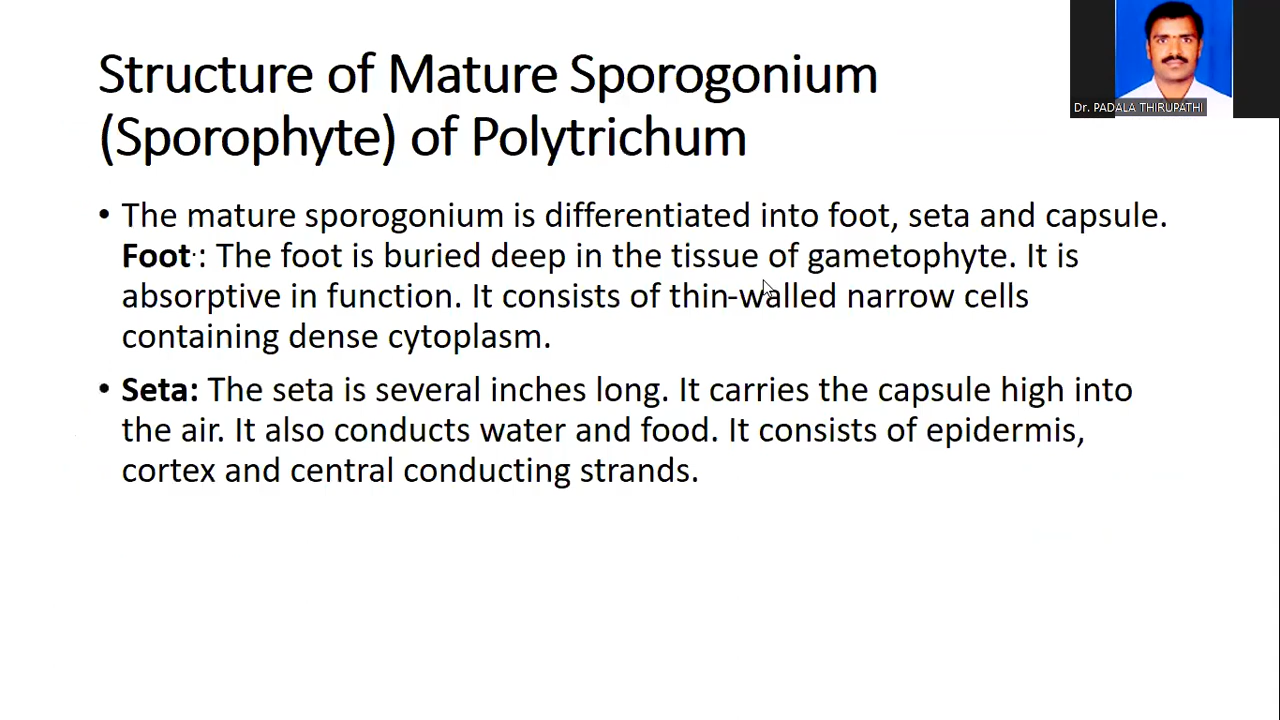 Structure of Mature Sporogonium
(Sporophyte) of Polytrichum
Dr. PADALA THIRUPATHI
• The mature sporogonium is differentiated into foot, seta and capsule.
Foot·: The foot is buried deep in the tissue of gametophyte. It is
absorptive in function. It consists of thin-walled narrow cells
containing dense cytoplasm.
• Seta: The seta is several inches long. It carries the capsule high into
the air. It also conducts water and food. It consists of epidermis,
cortex and central conducting strands.